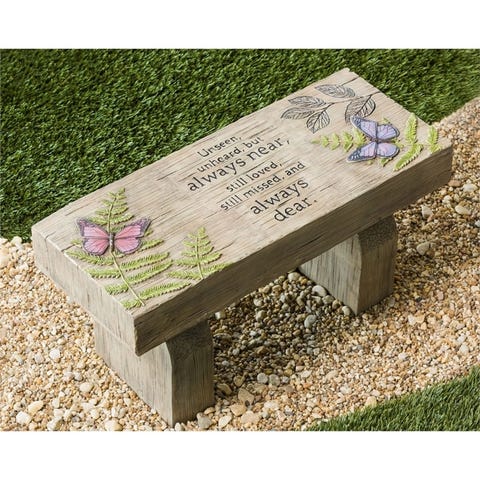 Unseen,
unheard, but
always near,
still loved,
still missed, and
always
dear.